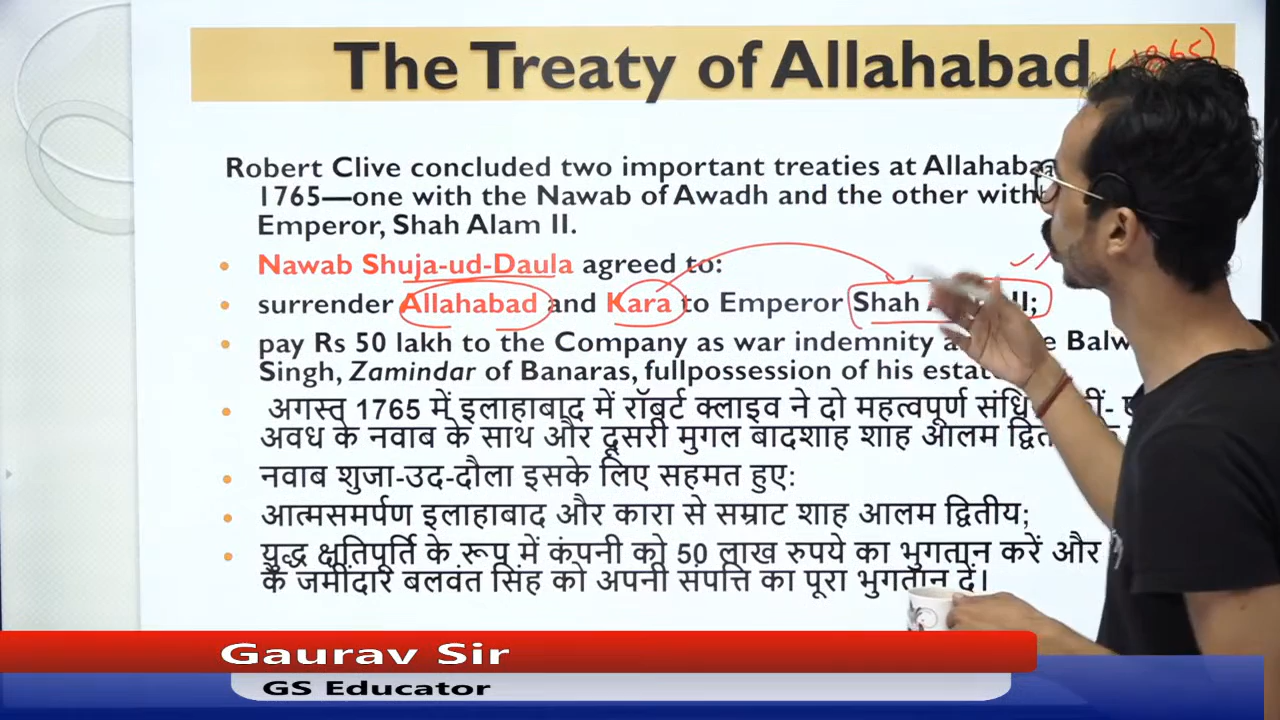 The Treaty of Allahabad (1765)
Robert Clive concluded two important treaties at
1765—one with the Nawab of Awadh and the other with
Emperor, Shah Alam II.
Nawab Shuja-ud-Daula agreed to:
surrender Allahabad and Kara to Emperor Shah II;
pay Rs 50 lakh to the Company as war indemnity
Singh, Zamindar of Banaras, fullpossession of his
अगस्त 1765 में इलाहाबाद में रॉबर्ट क्लाइव ने दो महत्वपूर्ण
अवध के नवाब के साथ और दूसरी मुगल बादशाह शाह आलम
नवाब शुजा-उद-दौला इसके लिए सहमत हुए:
आत्मसमर्पण इलाहाबाद और कारा से सम्राट शाह आलम द्वितीय;
युद्ध क्षतिपूर्ति के रूप में कंपनी को 50 लाख रुपये का भुगतान करें और
के जमींदार बलवंत सिंह को अपनी संपत्ति का पूरा भुगतान दें।
Gaurav Sir
GS Educator